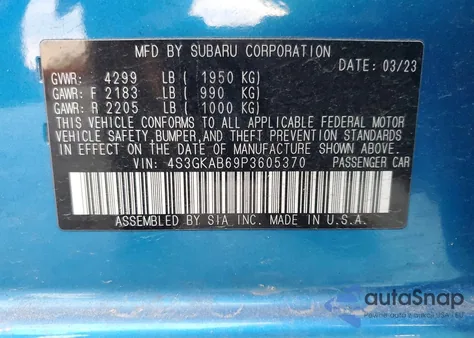 MFD BY SUBARU CORPORATION
GVWR: 4299 LB (1950 KG) DATE: 03/23
GAWR: F 2183 LB (990 KG)
GAWR: R 2205 LB (1000 KG)
THIS VEHICLE CONFORMS TO ALL APPLICABLE FEDERAL MOTOR
VEHICLE SAFETY, BUMPER, AND THEFT PREVENTION STANDARDS
IN EFFECT ON THE DATE OF MANUFACTURE SHOWN ABOVE.
VIN: 4S3GKAB69P3605370 PASSENGER CAR
ASSEMBLED BY SIA INC. MADE IN U.S.A.
autoSnap